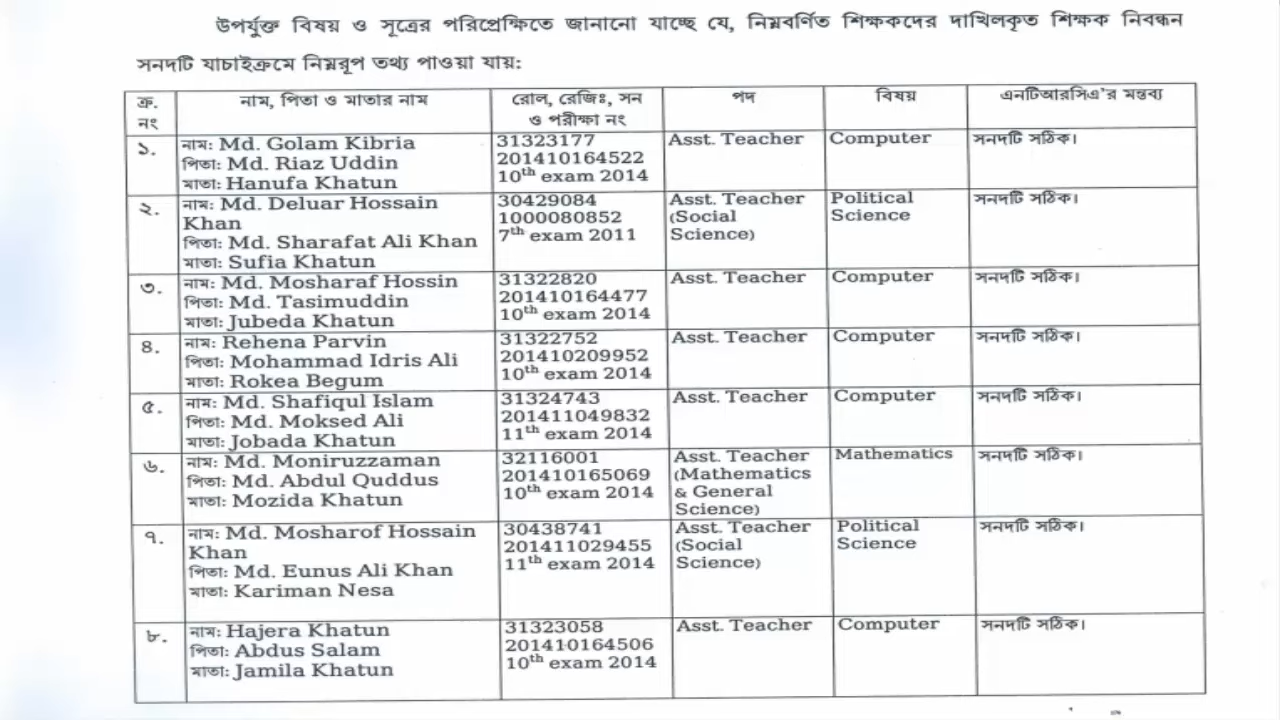 উপর্যুক্ত বিষয় ও সূত্রের পরিপ্রেক্ষিতে জানানো যাচ্ছে যে, নিম্নবর্ণিত শিক্ষকদের দাখিলকৃত শিক্ষক নিবন্ধন
সনদটি যাচাইক্রমে নিম্নরূপ তথ্য পাওয়া যায়:
ক্র. নং
নাম, পিতা ও মাতার নাম
রোল, রেজিঃ, সন
ও পরীক্ষা নং
পদ
বিষয়
এনটিআরসিএ'র মন্তব্য
১.
নাম: Md. Golam Kibria
পিতা: Md. Riaz Uddin
মাতা: Hanufa Khatun
31323177
201410164522
10th exam 2014
Asst. Teacher
Computer
সনদটি সঠিক।
২.
নাম: Md. Deluar Hossain
Khan
পিতা: Md. Sharafat Ali Khan
মাতা: Sufia Khatun
30429084
1000080852
7th exam 2011
Asst. Teacher
(Social
Science)
Political
Science
সনদটি সঠিক।
৩.
নাম: Md. Mosharaf Hossin
পিতা: Md. Tasimuddin
মাতা: Jubeda Khatun
31322820
201410164477
10th exam 2014
Asst. Teacher
Computer
সনদটি সঠিক।
৪.
নাম: Rehena Parvin
পিতা: Mohammad Idris Ali
মাতা: Rokea Begum
31322752
201410209952
10th exam 2014
Asst. Teacher
Computer
সনদটি সঠিক।
৫.
নাম: Md. Shafiqul Islam
পিতা: Md. Moksed Ali
মাতা: Jobada Khatun
31324743
201411049832
11th exam 2014
Asst. Teacher
Computer
সনদটি সঠিক।
৬.
নাম: Md. Moniruzzaman
পিতা: Md. Abdul Quddus
মাতা: Mozida Khatun
32116001
201410165069
10th exam 2014
Asst. Teacher
(Mathematics
& General
Science)
Mathematics
সনদটি সঠিক।
৭.
নাম: Md. Mosharof Hossain
Khan
পিতা: Md. Eunus Ali Khan
মাতা: Kariman Nesa
30438741
201411029455
11th exam 2014
Asst. Teacher
(Social
Science)
Political
Science
সনদটি সঠিক।
৮.
নাম: Hajera Khatun
পিতা: Abdus Salam
মাতা: Jamila Khatun
31323058
201410164506
10th exam 2014
Asst. Teacher
Computer
সনদটি সঠিক।